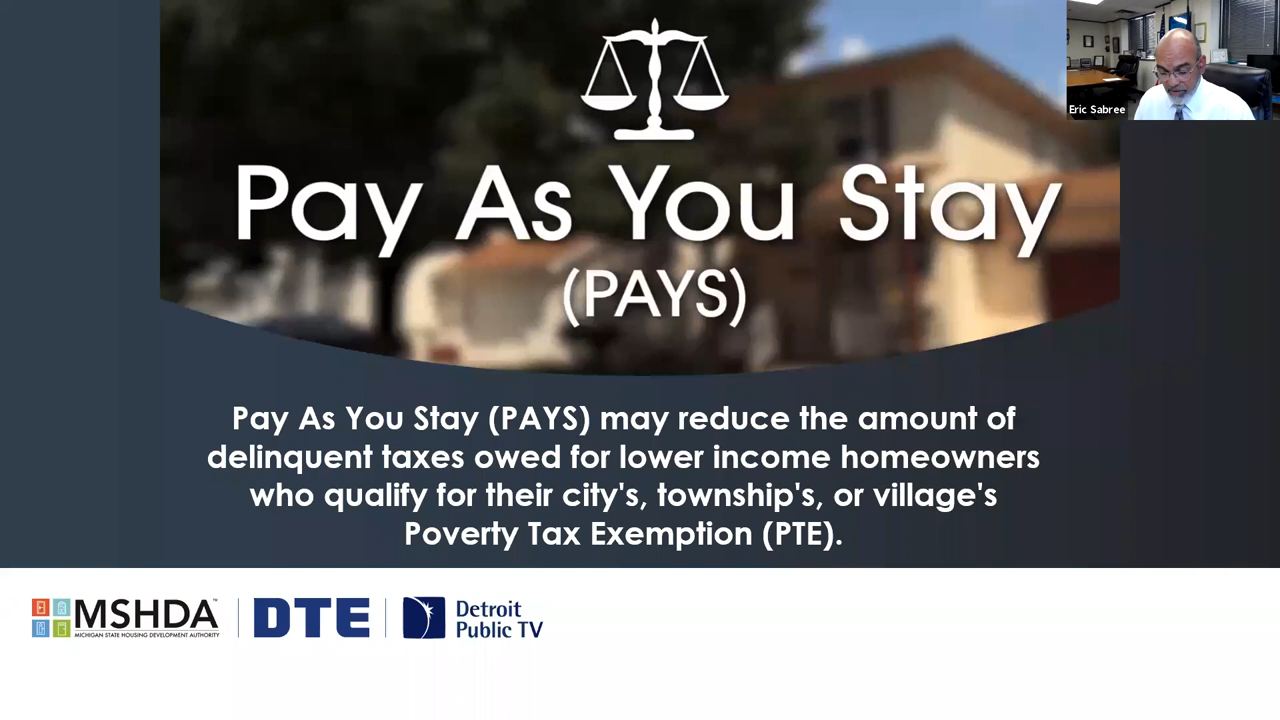 Eric Sabree
Pay As You Stay
(PAYS)
Pay As You Stay (PAYS) may reduce the amount of
delinquent taxes owed for lower income homeowners
who qualify for their city's, township's, or village's
Poverty Tax Exemption (PTE).
MSHDA™
MICHIGAN STATE HOUSING DEVELOPMENT AUTHORITY
DTE
Detroit
Public TV